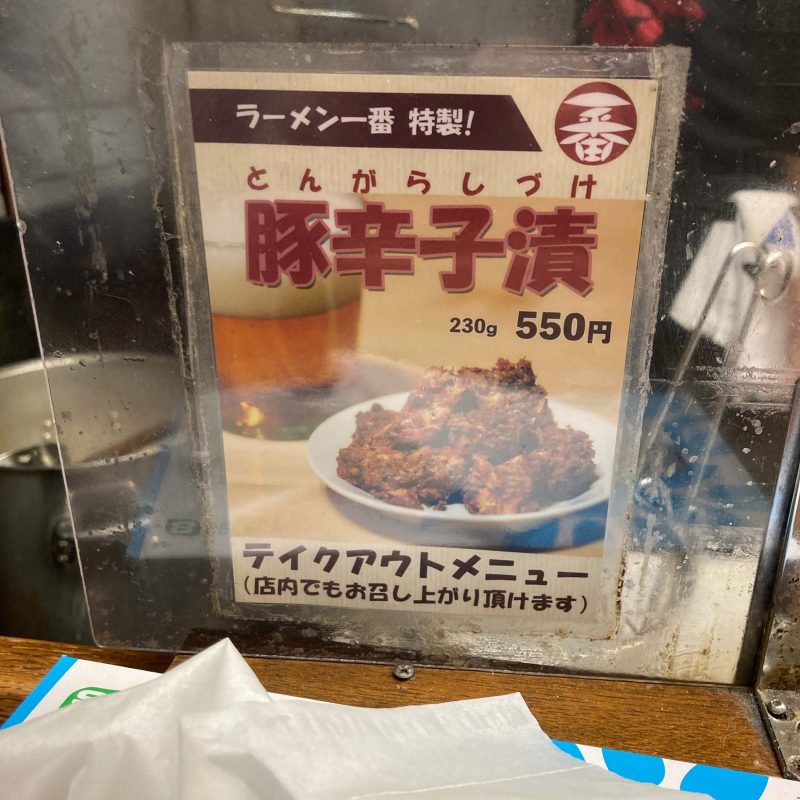 ラーメン一番 特製!
一番
とんがらしづけ
豚辛子漬
230g 550円
テイクアウトメニュー
(店内でもお召し上がり頂けます)